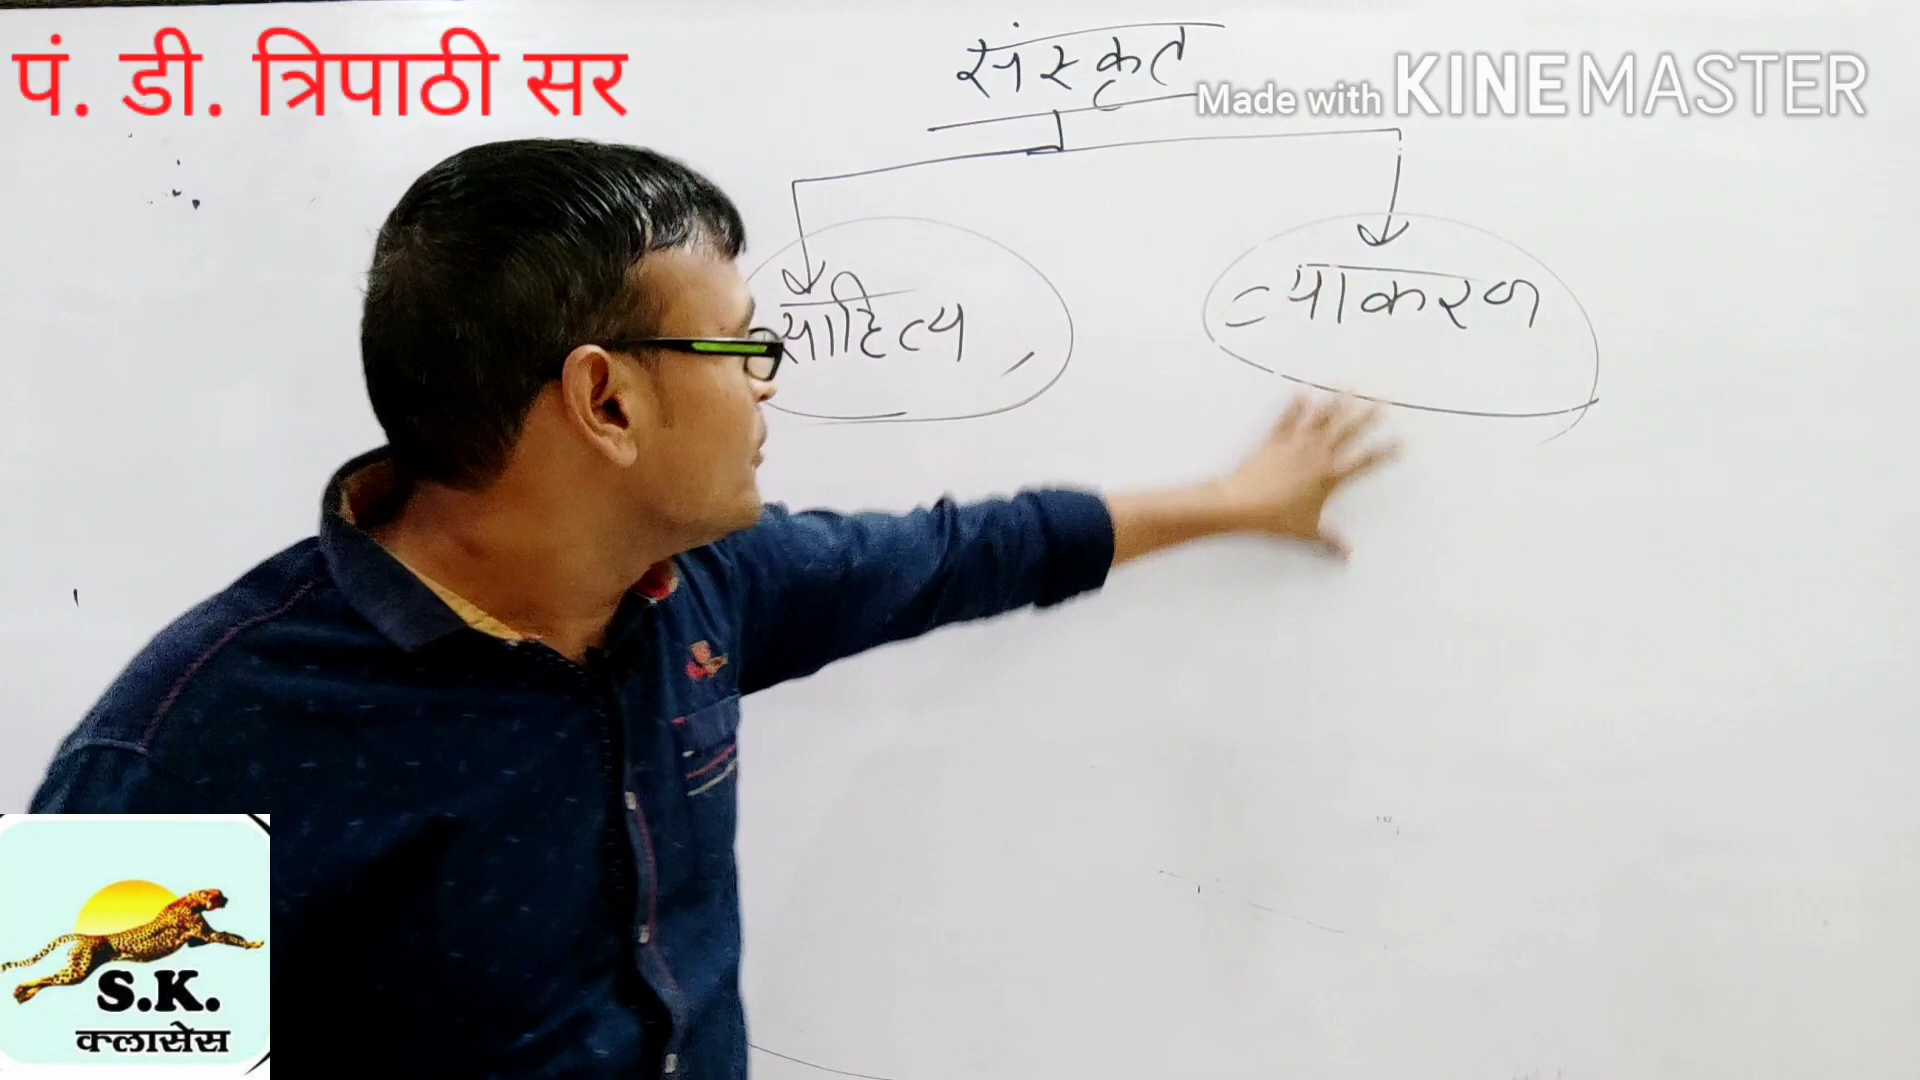 पं. डी. त्रिपाठी सर
संस्कृत
Made with KINEMASTER
साहित्य
व्याकरण
S.K.
क्लासेस